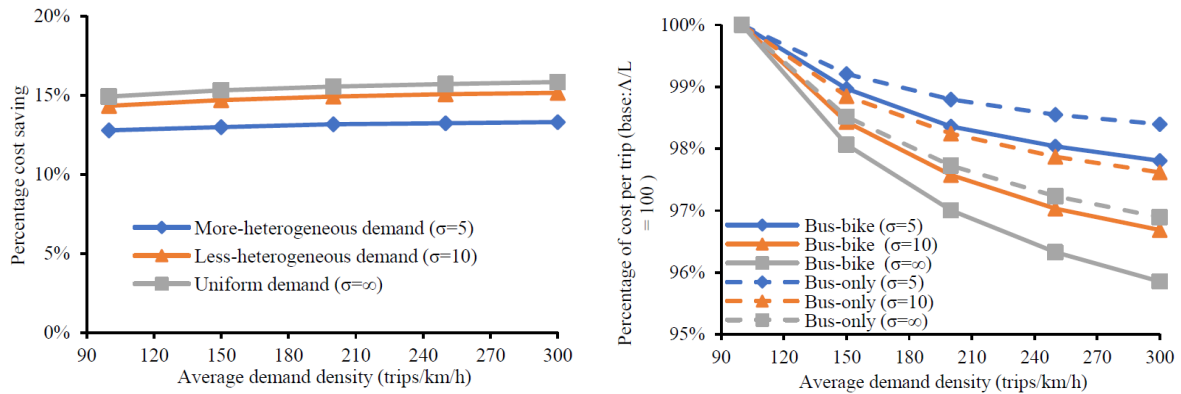 20%
15%
10%
5%
0%
Percentage cost saving
More-heterogeneous demand (σ=5)
Less-heterogeneous demand (σ=10)
Uniform demand (σ=∞)
90 120 150 180 210 240 270 300
Average demand density (trips/km/h)
100%
99%
98%
97%
96%
95%
Percentage of cost per trip (base:Λ/L
= 100 )
Bus-bike (σ=5)
Bus-bike (σ=10)
Bus-bike (σ=∞)
Bus-only (σ=5)
Bus-only (σ=10)
Bus-only (σ=∞)
90 120 150 180 210 240 270 300
Average demand density (trips/km/h)